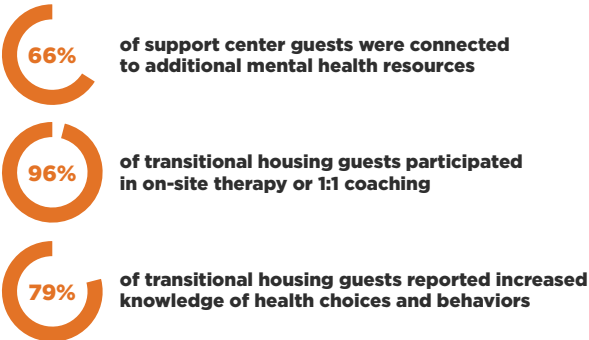 66%
of support center guests were connected
to additional mental health resources
96%
of transitional housing guests participated
in on-site therapy or 1:1 coaching
79%
of transitional housing guests reported increased
knowledge of health choices and behaviors